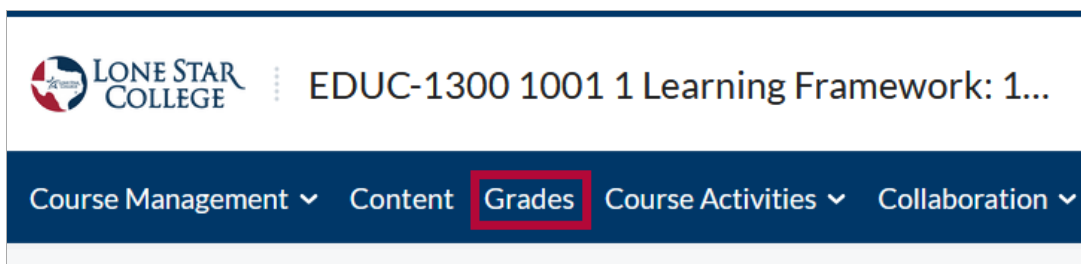 LONE STAR
COLLEGE
EDUC-1300 1001 1 Learning Framework: 1...
Course Management Content Grades Course Activities Collaboration